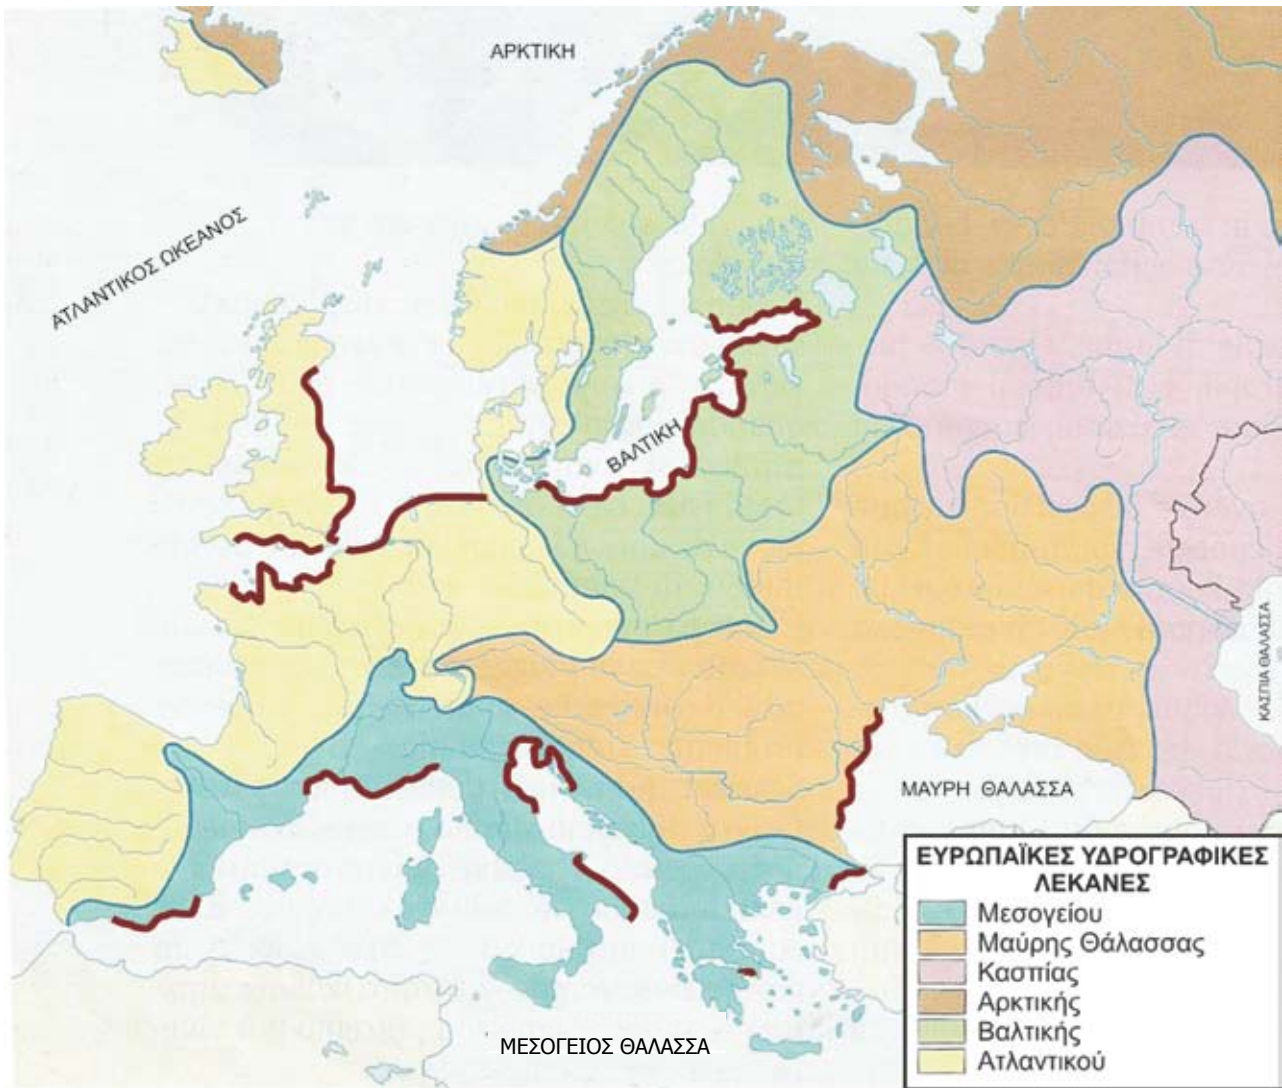 ΑΡΚΤΙΚΗ
ΑΤΛΑΝΤΙΚΟΣ ΩΚΕΑΝΟΣ
ΒΑΛΤΙΚΗ
ΚΑΣΠΙΑ ΘΑΛΑΣΣΑ
ΜΑΥΡΗ ΘΑΛΑΣΣΑ
ΕΥΡΩΠΑΪΚΕΣ ΥΔΡΟΓΡΑΦΙΚΕΣ
ΛΕΚΑΝΕΣ
Μεσογείου
Μαύρης Θάλασσας
Κασπίας
Αρκτικής
Βαλτικής
Ατλαντικού
ΜΕΣΟΓΕΙΟΣ ΘΑΛΑΣΣΑ